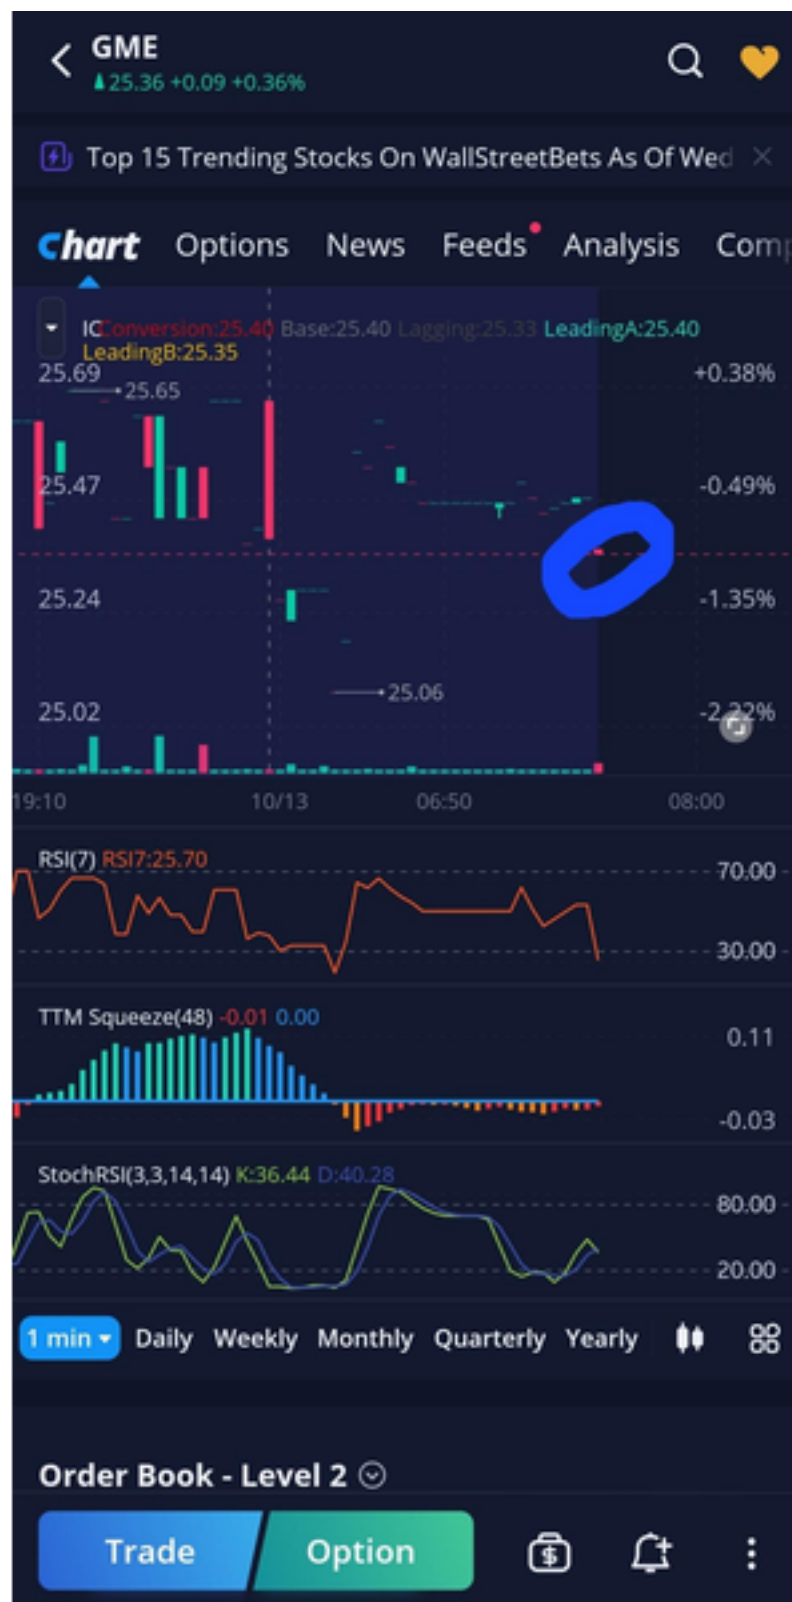 GME
25.36 +0.09 +0.36%
Top 15 Trending Stocks On WallStreetBets As Of Wed
Chart Options News Feeds Analysis Comp
IC Conversion:25.40 Base:25.40 Lagging:25.33 LeadingA:25.40
LeadingB:25.35
25.69 +0.38%
25.65
25.47 -0.49%
25.24 -1.35%
25.06
25.02 -2.22%
19:10 10/13 06:50 08:00
RSI(7) RSI7:25.70 70.00
30.00
TTM Squeeze(48) -0.01 0.00
0.11
-0.03
StochRSI(3,3,14,14) K:36.44 D:40.28
80.00
20.00
1 min Daily Weekly Monthly Quarterly Yearly
Order Book - Level 2
Trade Option